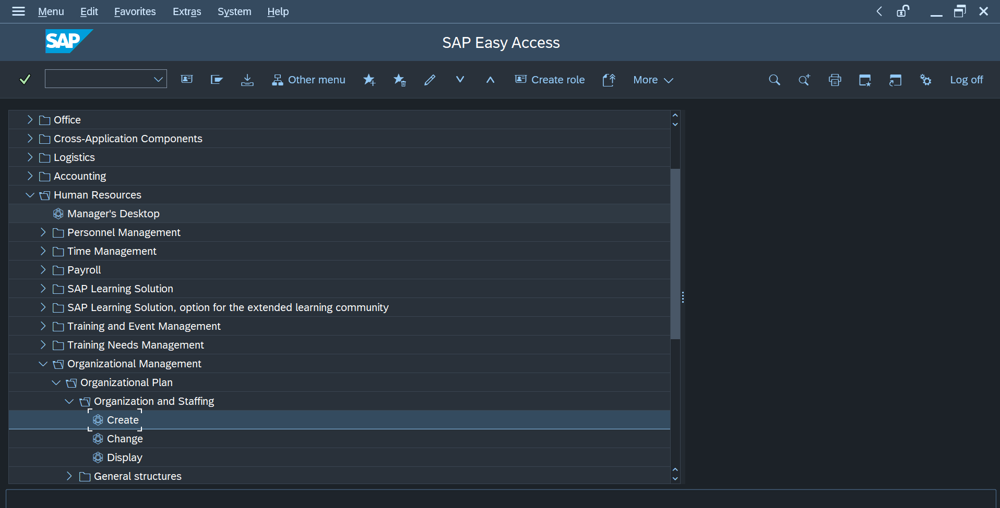 Menu Edit Favorites Extras System Help
SAP SAP Easy Access
Other menu Create role More Log off
Office
Cross-Application Components
Logistics
Accounting
Human Resources
Manager's Desktop
Personnel Management
Time Management
Payroll
SAP Learning Solution
SAP Learning Solution, option for the extended learning community
Training and Event Management
Training Needs Management
Organizational Management
Organizational Plan
Organization and Staffing
Create
Change
Display
General structures